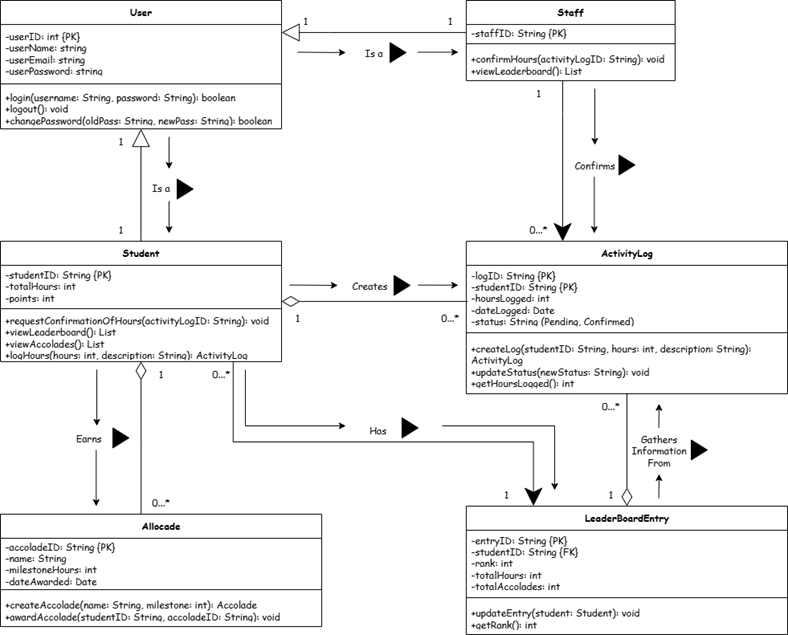 User
-userID: int {PK}
-userName: string
-userEmail: string
-userPassword: string
+login(username: String, password: String): boolean
+logout(): void
+changePassword(oldPass: String, newPass: String): boolean
1
1
Is a
Staff
-staffID: String {PK}
+confirmHours(activityLogID: String): void
+viewLeaderboard(): List
1
Confirms
0...*
1
Is a
1
Student
-studentID: String {PK}
-totalHours: int
-points: int
+requestConfirmationOfHours(activityLogID: String): void
+viewLeaderboard(): List
+viewAccolades(): List
+logHours(hours: int, description: String): ActivityLog
Creates
1
0...*
ActivityLog
-logID: String {PK}
-studentID: String {PK}
-hoursLogged: int
-dateLogged: Date
-status: String (Pending, Confirmed)
+createLog(studentID: String, hours: int, description: String):
ActivityLog
+updateStatus(newStatus: String): void
+getHoursLogged(): int
1
0...*
Earns
Has
0...*
Gathers
Information
From
0...*
1
1
Allocade
-accoladeID: String {PK}
-name: String
-milestoneHours: int
-dateAwarded: Date
+createAccolade(name: String, milestone: int): Accolade
+awardAccolade(studentID: String, accoladeID: String): void
LeaderBoardEntry
-entryID: String {PK}
-studentID: String {FK}
-rank: int
-totalHours: int
-totalAccolades: int
+updateEntry(student: Student): void
+getRank(): int